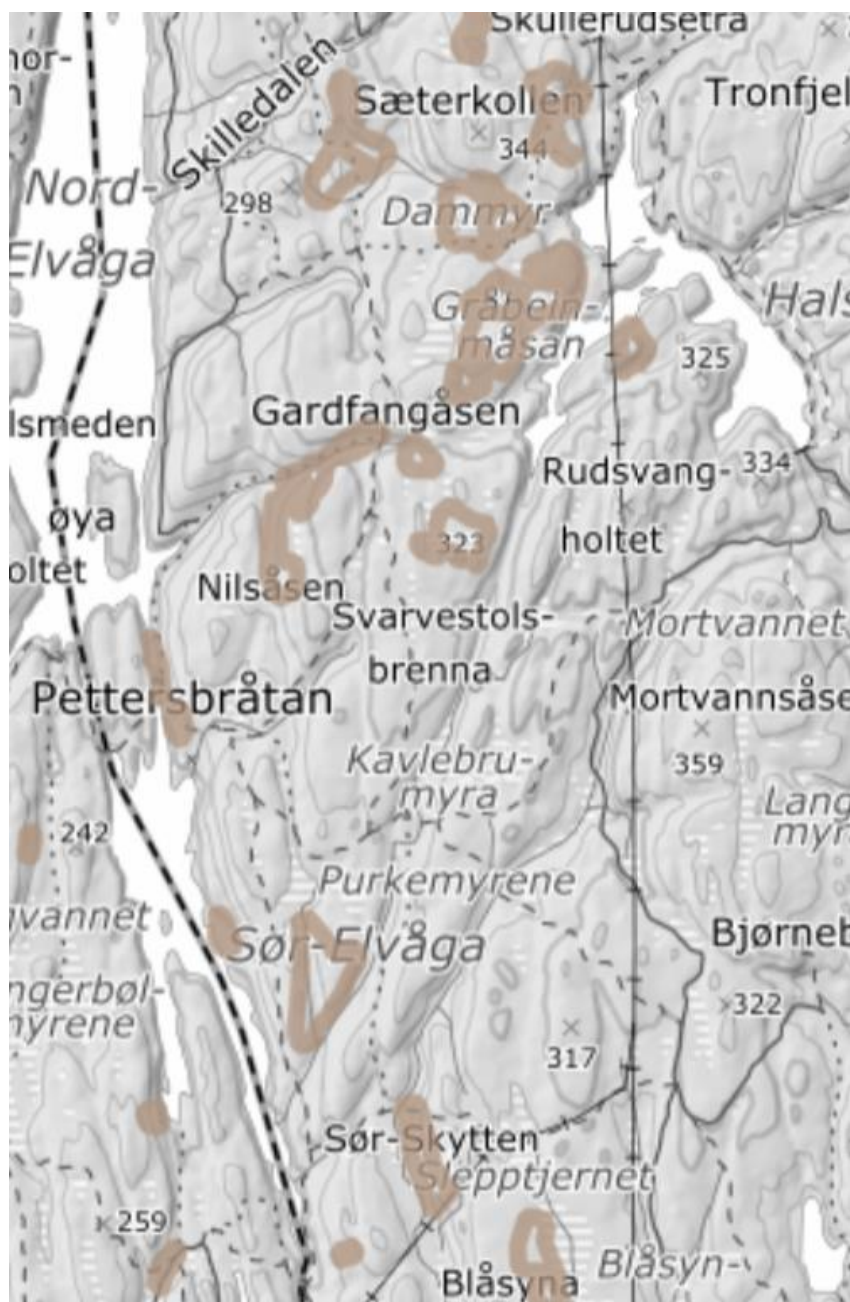 Skullerudsetra
Skilledalen
Sæterkollen
344
Tronfjel
Nord-
298
Dammyr
Elvåga
Gråbein-
måsan
Hals
325
Gardfangåsen
lsmeden
Rudsvang-
334
øya
323
holtet
oltet
Nilsåsen
Svarvestols-
brenna
Mortvannet
Pettersbråtan
Mortvannsåse
359
Kavlebru-
myra
Lang
myr
242
Purkemyrene
vannet
Sør-Elvåga
Bjørneb
ngerbøl-
myrene
322
317
Sør-Skytten
Slepptjernet
259
Blåsyna
Blåsyn-